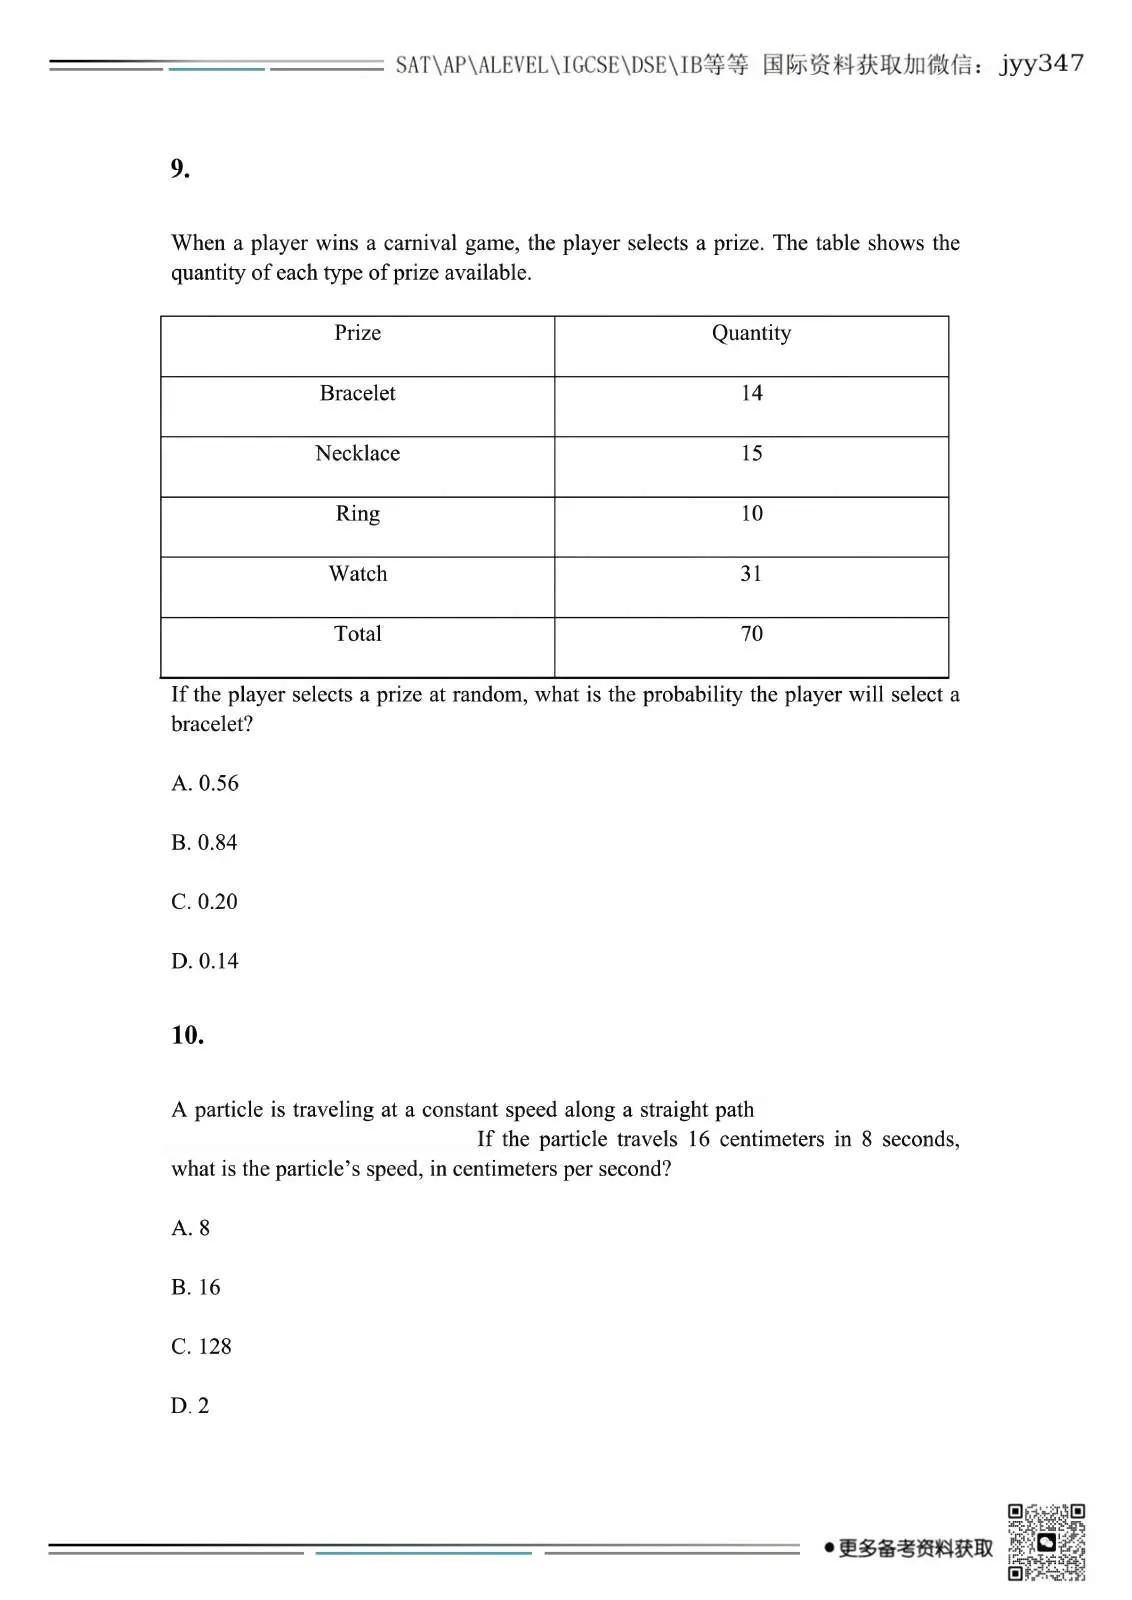 SAT\AP\ALEVEL\IGCSE\DSE\IB等等 国际资料获取加微信： jyy347
9.
When a player wins a carnival game, the player selects a prize. The table shows the
quantity of each type of prize available.
Prize Quantity
Bracelet 14
Necklace 15
Ring 10
Watch 31
Total 70
If the player selects a prize at random, what is the probability the player will select a
bracelet?
A. 0.56
B. 0.84
C. 0.20
D. 0.14
10.
A particle is traveling at a constant speed along a straight path
If the particle travels 16 centimeters in 8 seconds,
what is the particle’s speed, in centimeters per second?
A. 8
B. 16
C. 128
D. 2
●更多备考资料获取